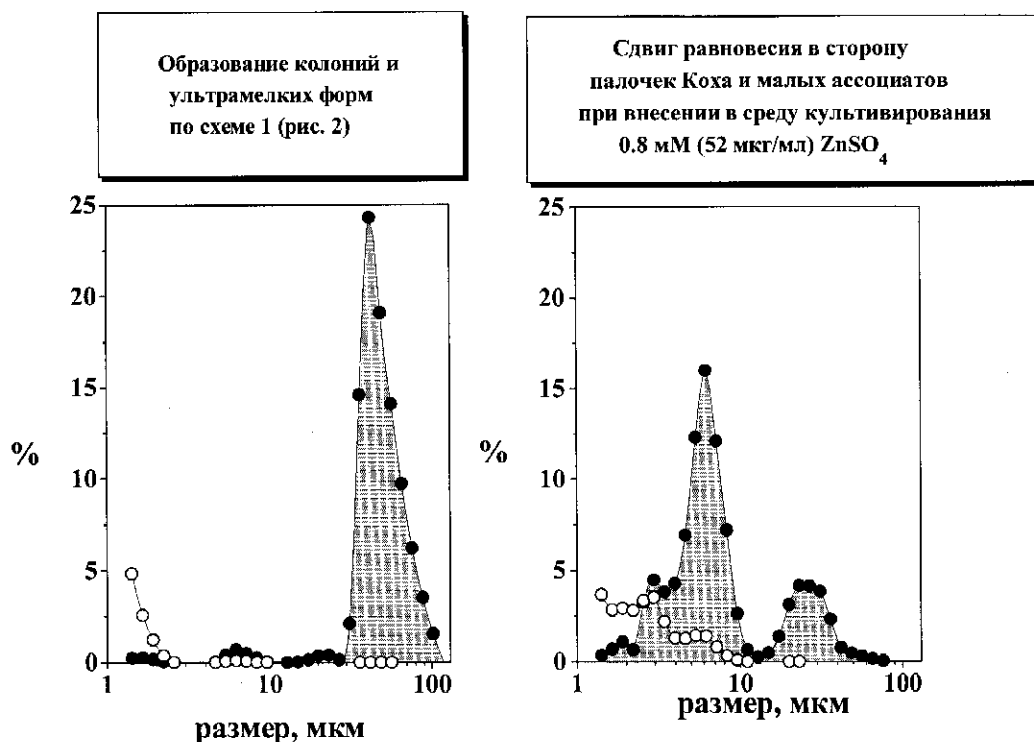 Образование колоний и
ультрамелких форм
по схеме 1 (рис. 2)
Сдвиг равновесия в сторону
палочек Коха и малых ассоциатов
при внесении в среду культивирования
0.8 мМ (52 мкг/мл) ZnSO4
25
20
15
10
5
0
%
1
10
100
размер, мкм
25
20
15
10
5
0
%
1
10
100
размер, мкм